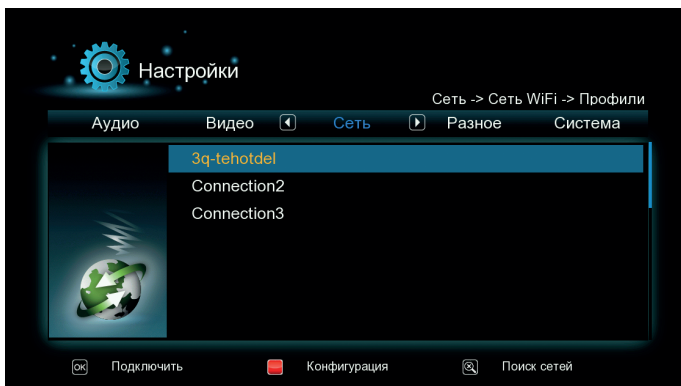 Настройки
Сеть -> Сеть WiFi -> Профили
Аудио Видео Сеть Разное Система
3q-tehotdel
Connection2
Connection3
OK Подключить Конфигурация Поиск сетей